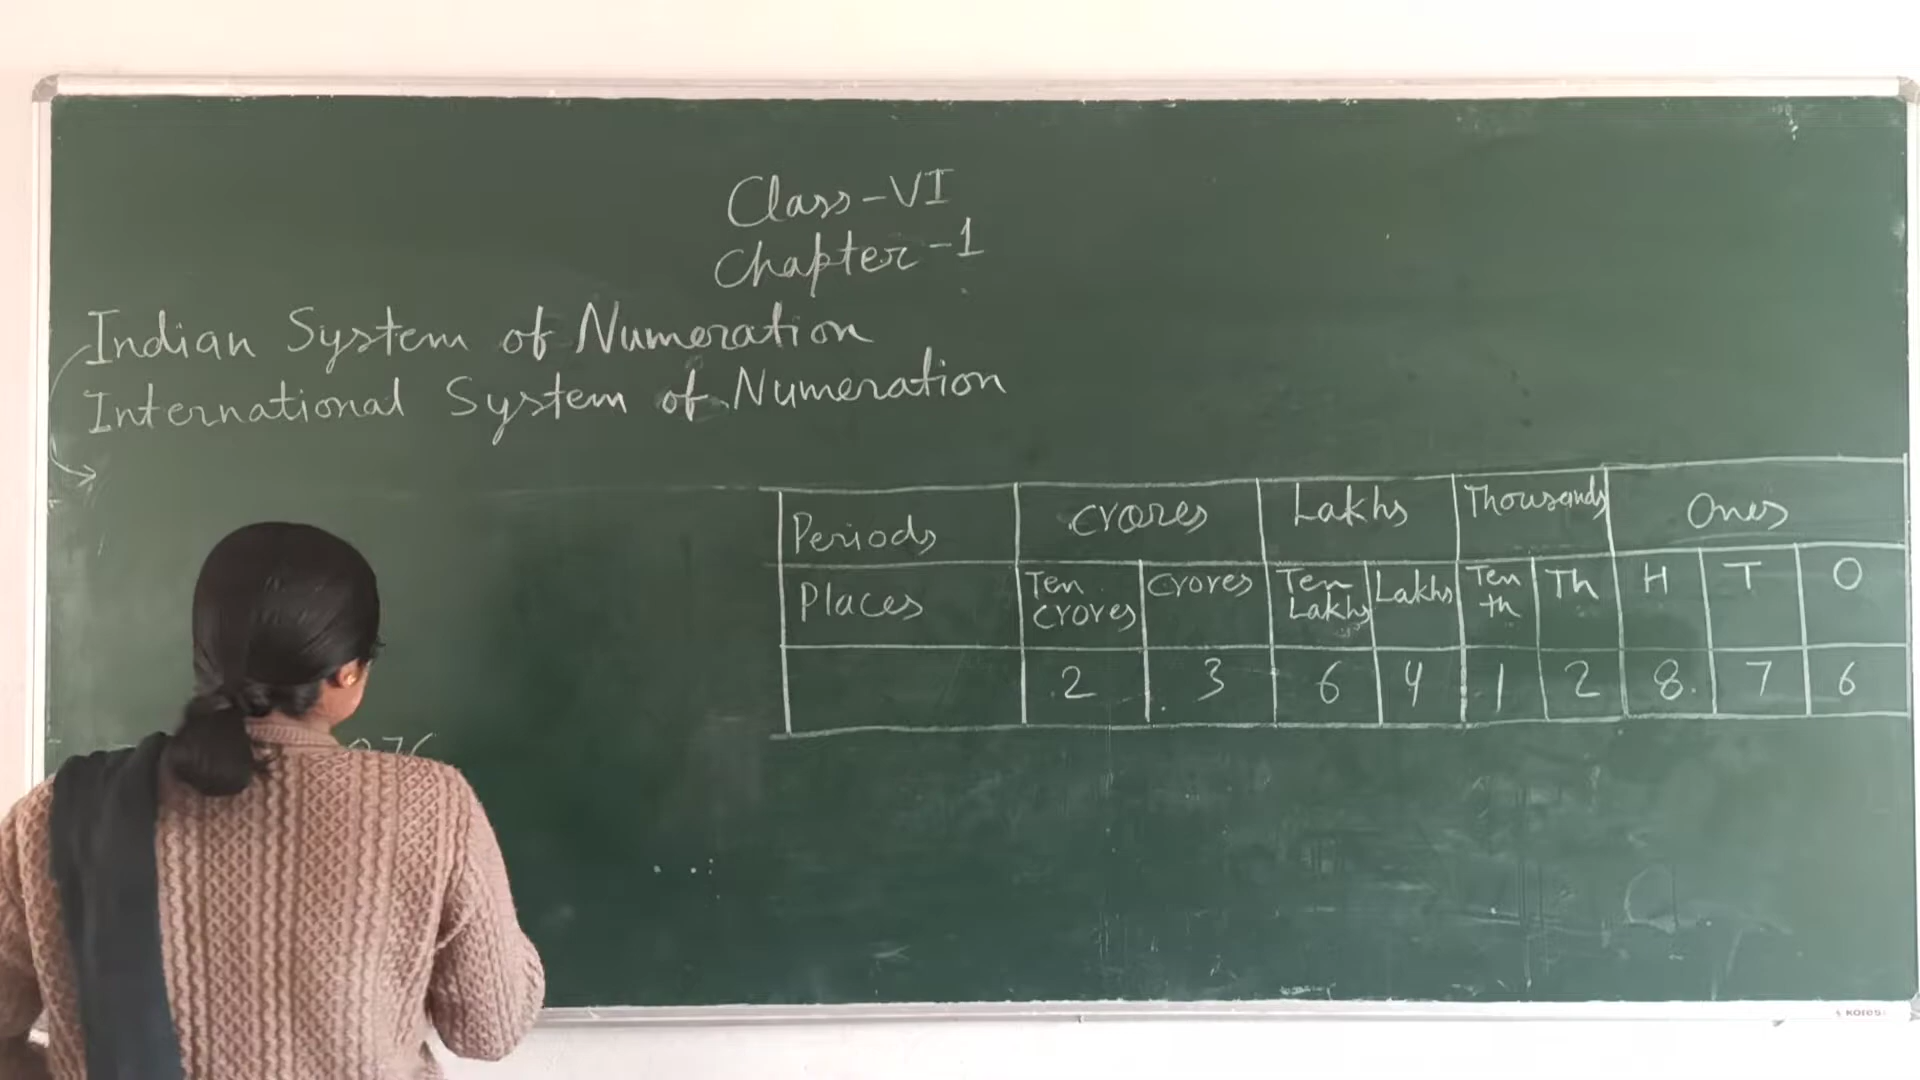 Class-VI
Chapter-1
Indian System of Numeration
International System of Numeration
Periods Crores Lakhs Thousands Ones
Places Ten Crores Crores Ten Lakhs Lakhs Ten th Th H T O
2 3 6 4 1 2 8 7 6
KORES